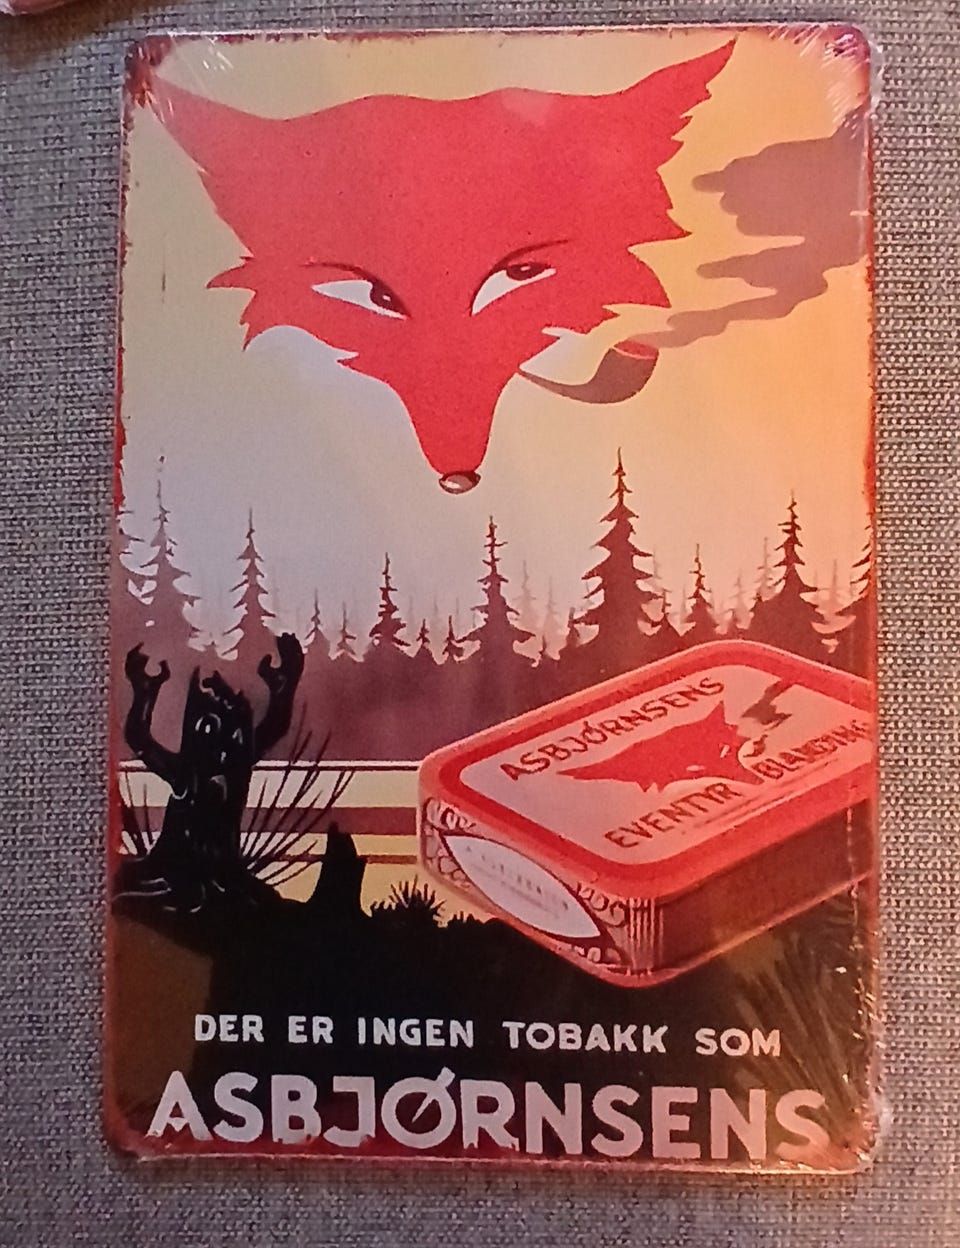 ASBJØRNSENS
EVENTYR BLANDING
DER ER INGEN TOBAKK SOM
ASBJØRNSENS